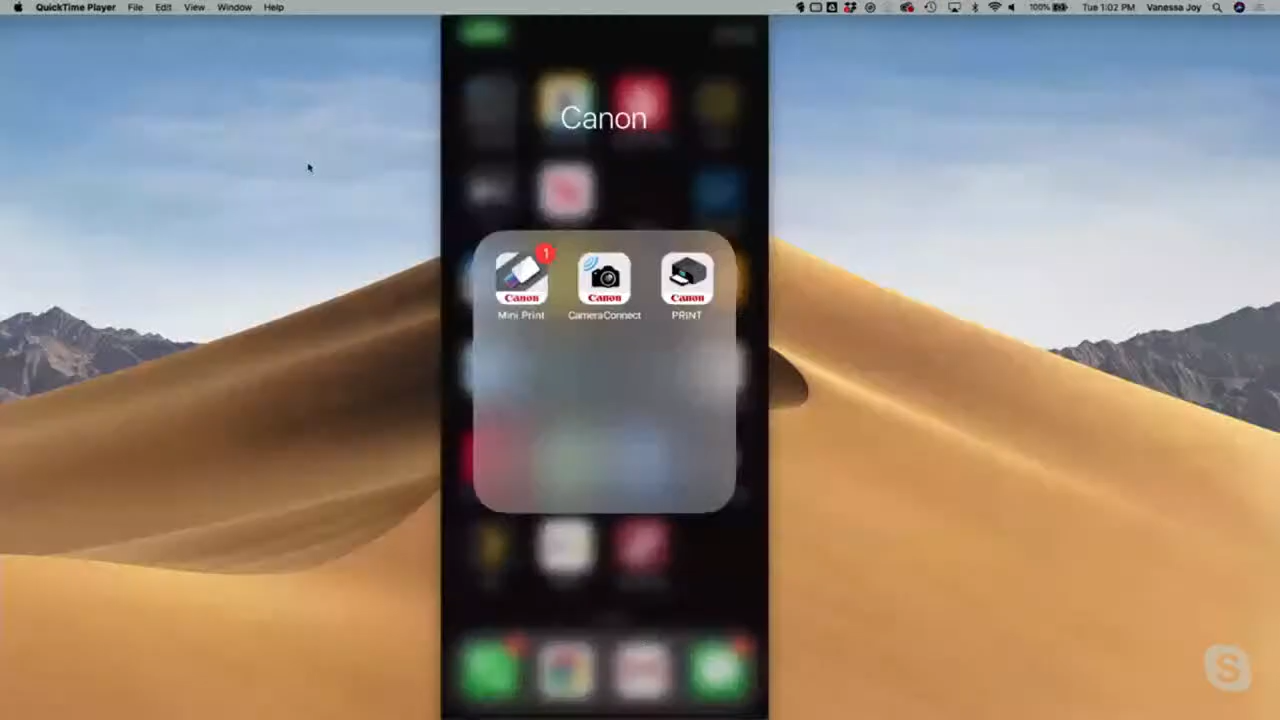 QuickTime Player File Edit View Window Help 100% Tue 1:02 PM Vanessa Joy
Canon
1
Canon Canon Canon
Mini Print CameraConnect PRINT
S